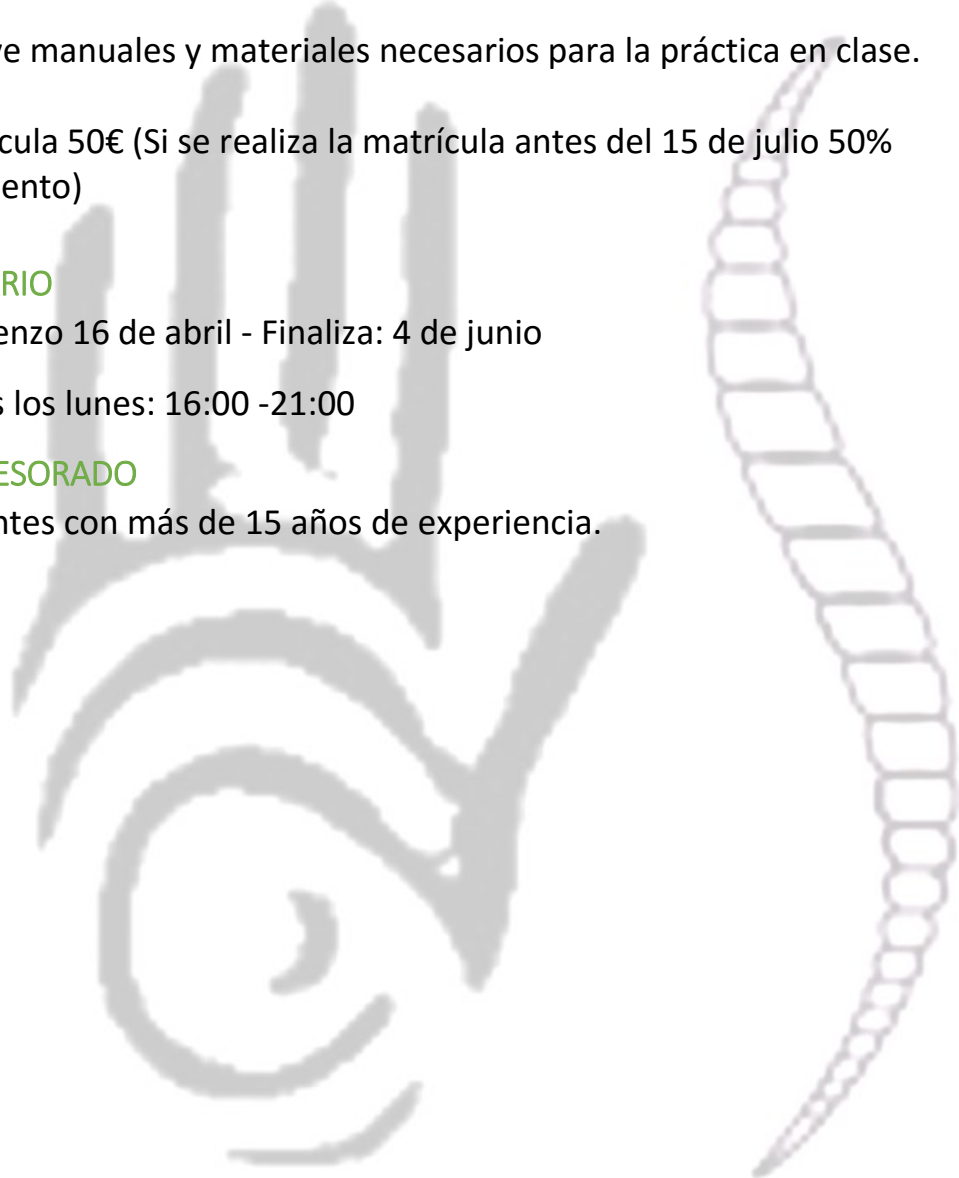 ve manuales y materiales necesarios para la práctica en clase.
cula 50€ (Si se realiza la matrícula antes del 15 de julio 50%
ento)
RIO
enzo 16 de abril - Finaliza: 4 de junio
s los lunes: 16:00 -21:00
ESORADO
ntes con más de 15 años de experiencia.